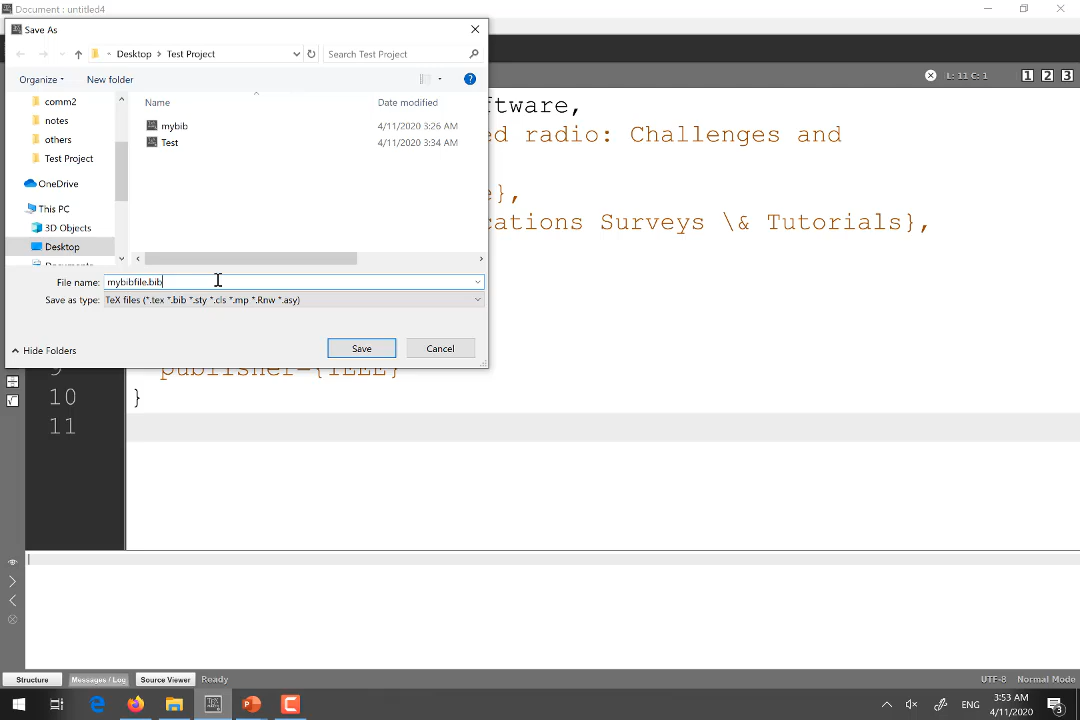 Document : untitled4
Save As
Desktop > Test Project
Search Test Project
Organize
New folder
L: 11 C: 1
1 2 3
comm2
notes
others
Test Project
OneDrive
This PC
3D Objects
Desktop
Name
Date modified
mybib
4/11/2020 3:26 AM
Test
4/11/2020 3:34 AM
ftware,
ed radio: Challenges and
e},
cations Surveys \& Tutorials},
File name:
mybibfile.bib
Save as type:
TeX files (*.tex *.bib *.sty *.cls *.mp *.Rnw *.asy)
Hide Folders
Save
Cancel
9 publisher={IEEE}
10 }
11
Structure
Messages / Log
Source Viewer
Ready
UTF-8
Normal Mode
ENG
3:53 AM
4/11/2020
3